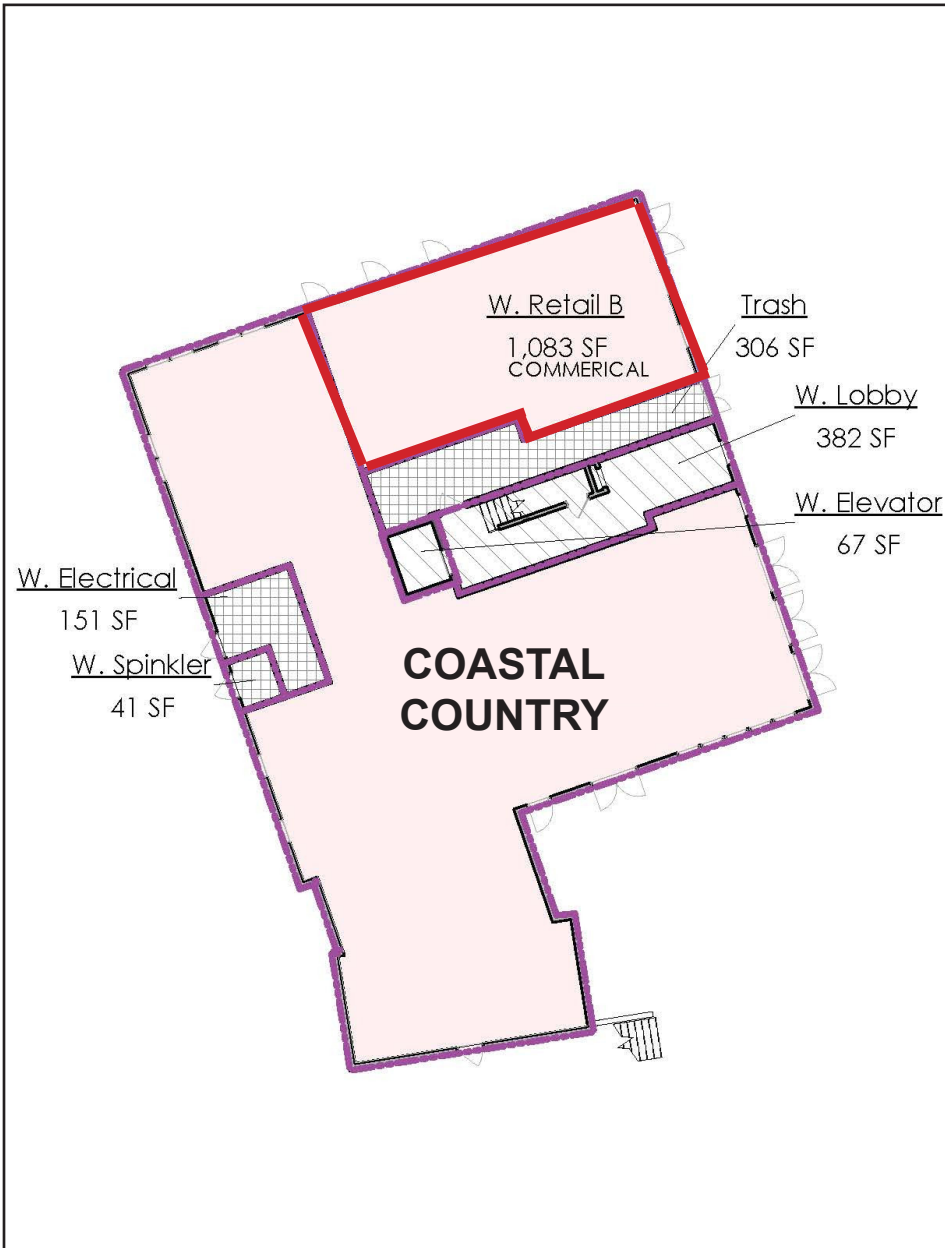 W. Retail B
1,083 SF
COMMERICAL
Trash
306 SF
W. Lobby
382 SF
W. Elevator
67 SF
W. Electrical
151 SF
W. Spinkler
41 SF
COASTAL
COUNTRY